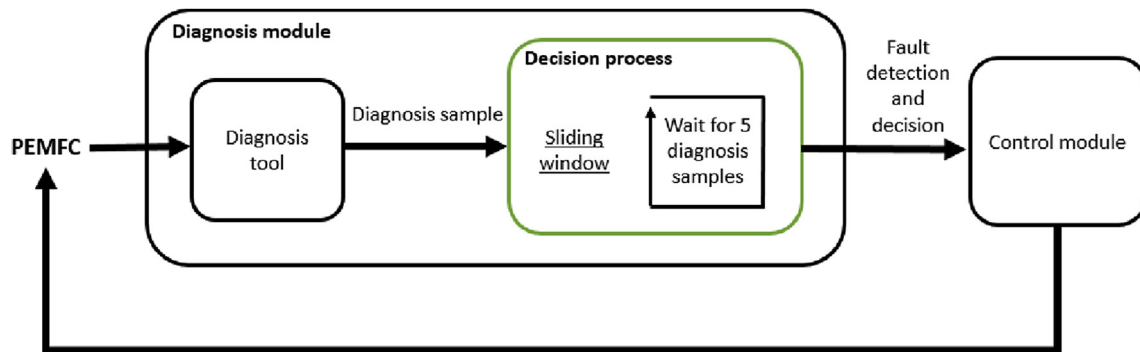 Diagnosis module
Decision process
Fault
detection
and
decision
Diagnosis sample
PEMFC
Diagnosis
tool
Sliding
window
Wait for 5
diagnosis
samples
Control module